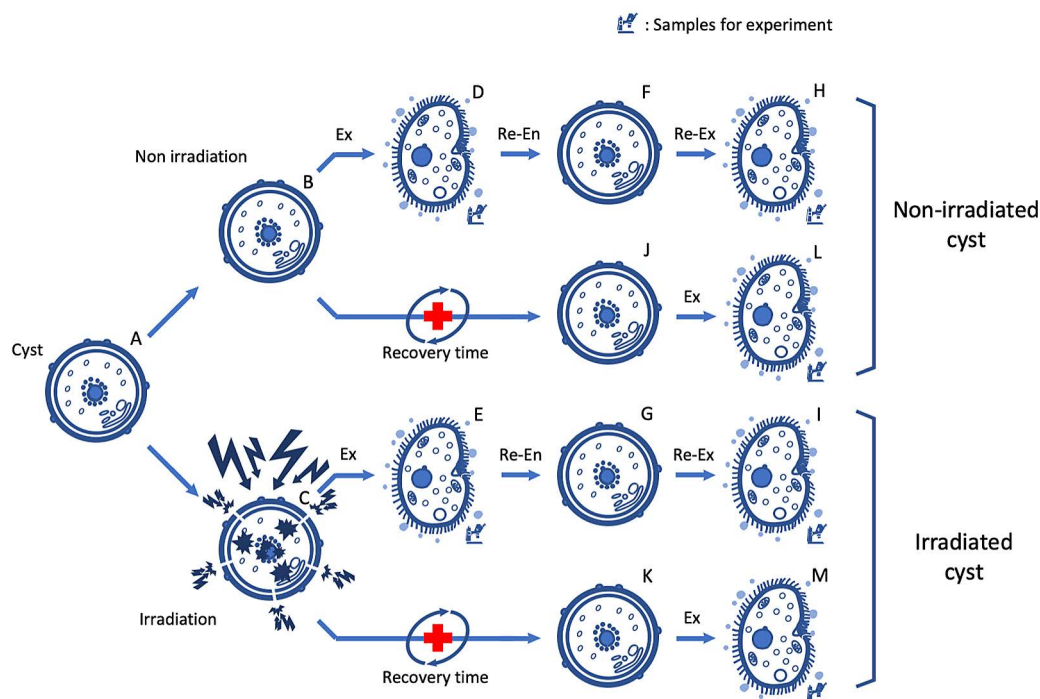 : Samples for experiment
D
F
H
Ex
Re-En
Re-Ex
Non irradiation
B
Non-irradiated
cyst
J
L
Ex
Recovery time
A
Cyst
E
G
I
Ex
Re-En
Re-Ex
C
Irradiated
cyst
K
M
Irradiation
Ex
Recovery time